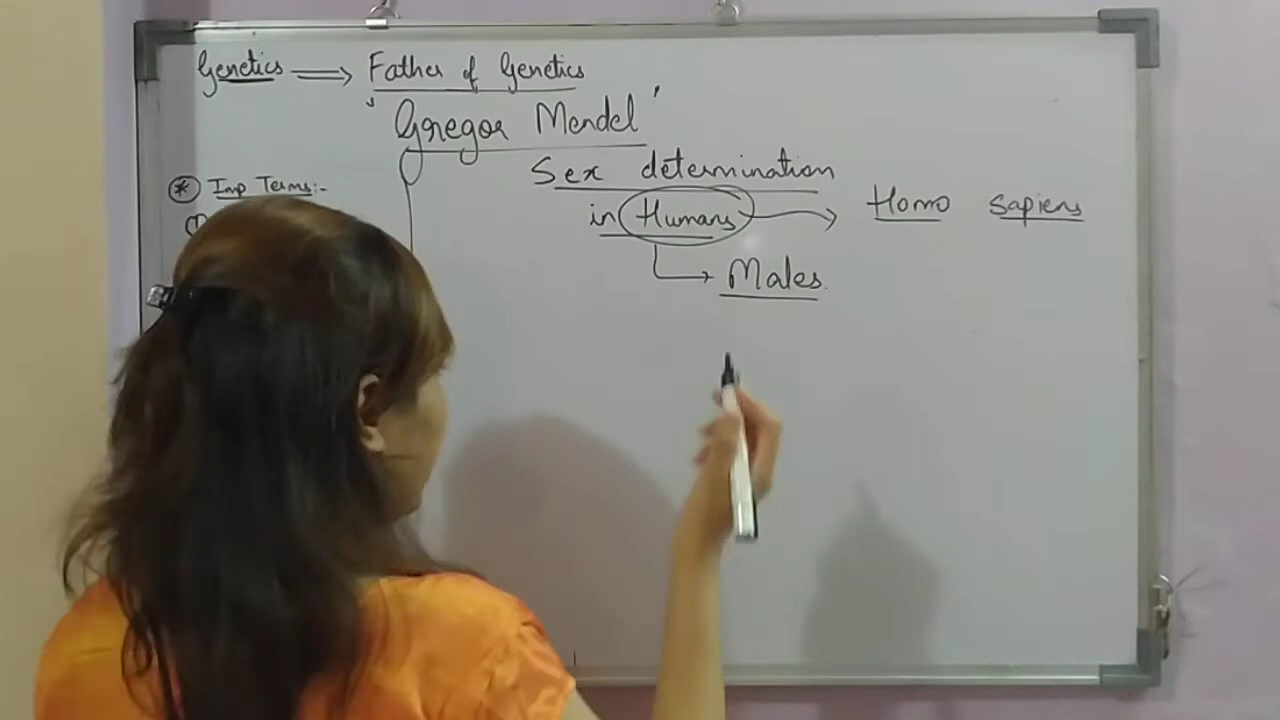 Genetics ⟹ Father of Genetics
' Gregor Mendel '
Sex determination
in Humans → Homo sapiens
* Imp Terms:-
→ Males